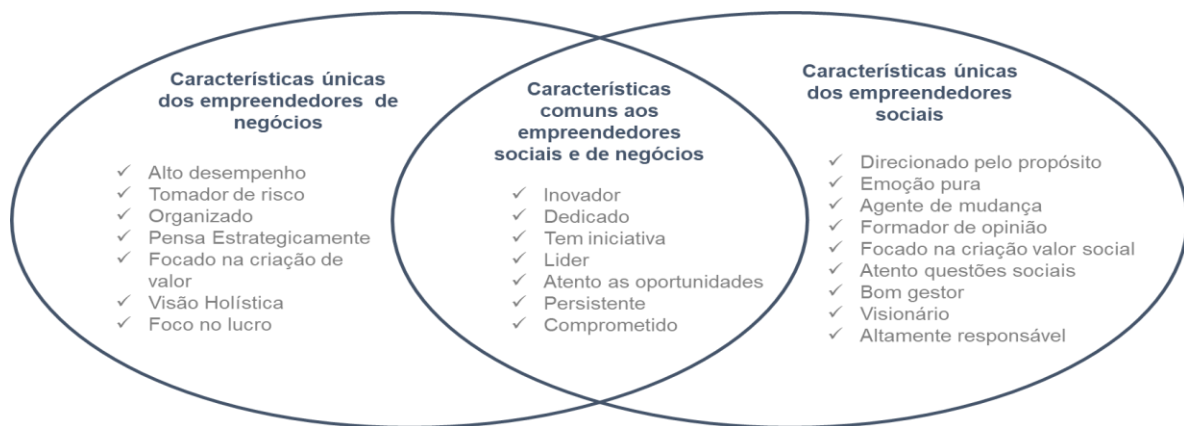 Características únicas
dos empreendedores de
negócios
✓ Alto desempenho
✓ Tomador de risco
✓ Organizado
✓ Pensa Estrategicamente
✓ Focado na criação de
valor
✓ Visão Holística
✓ Foco no lucro
Características
comuns aos
empreendedores
sociais e de negócios
✓ Inovador
✓ Dedicado
✓ Tem iniciativa
✓ Lider
✓ Atento as oportunidades
✓ Persistente
✓ Comprometido
Características únicas
dos empreendedores
sociais
✓ Direcionado pelo propósito
✓ Emoção pura
✓ Agente de mudança
✓ Formador de opinião
✓ Focado na criação valor social
✓ Atento questões sociais
✓ Bom gestor
✓ Visionário
✓ Altamente responsável